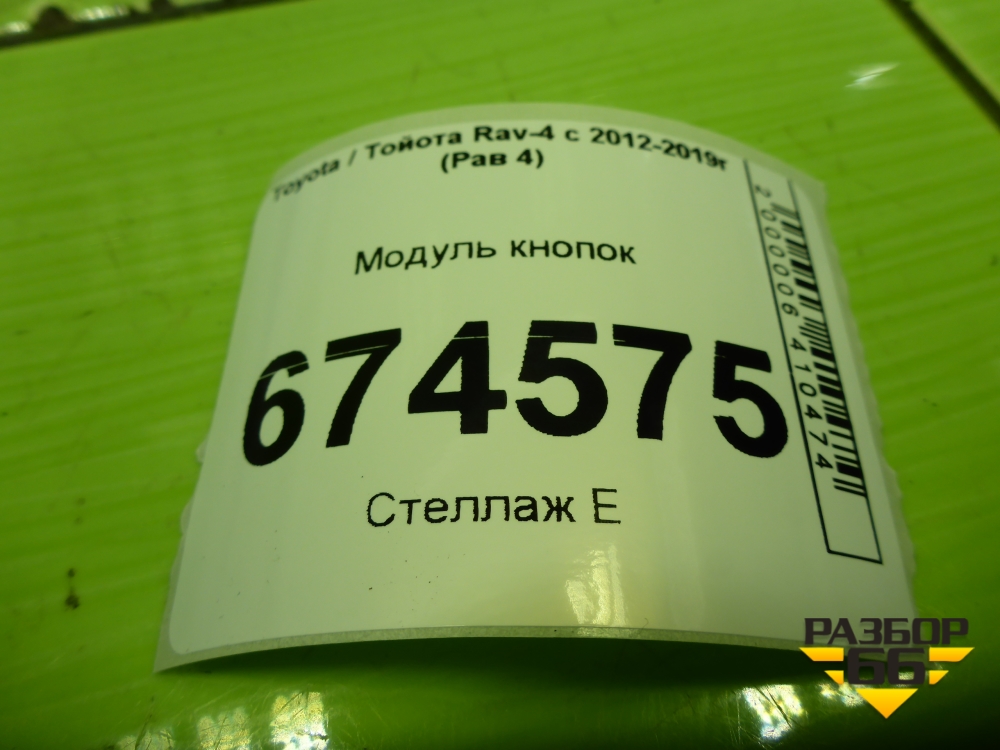 Toyota / Тойота Rav-4 с 2012-2019г
(Рав 4)
Модуль кнопок
674575
Стеллаж Е
2000006410474
РАЗБОР
66